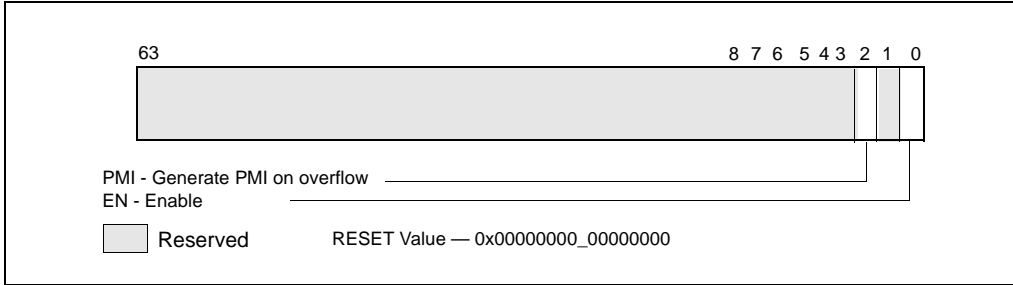 63 8 7 6 5 4 3 2 1 0
PMI - Generate PMI on overflow
EN - Enable
Reserved RESET Value — 0x00000000_00000000